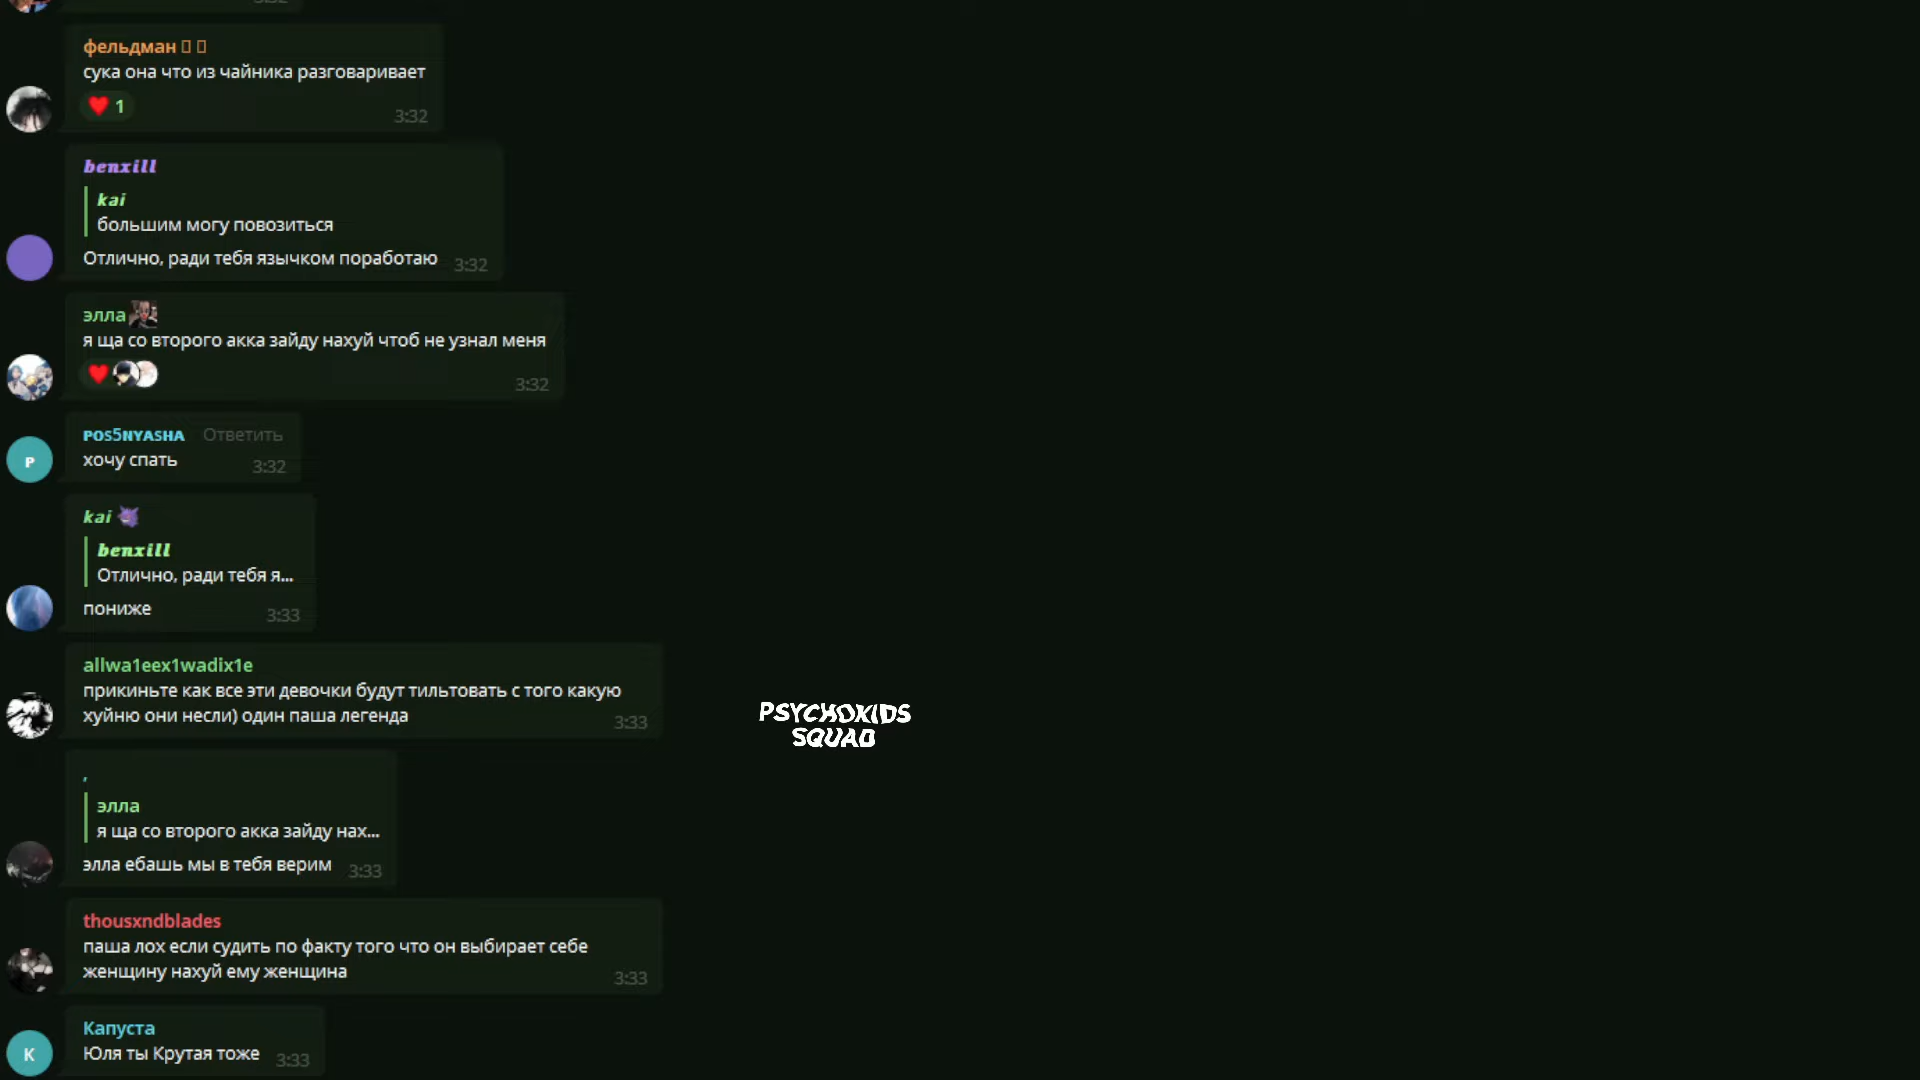 3:32
фельдман
сука она что из чайника разговаривает
1
3:32
benxill
kai
большим могу повозиться
Отлично, ради тебя язычком поработаю 3:32
элла
я ща со второго акка зайду нахуй чтоб не узнал меня
3:32
POS5NYASHA Ответить
P
хочу спать 3:32
kai
benxill
Отлично, ради тебя я...
пониже 3:33
allwa1eex1wadix1e
прикиньте как все эти девочки будут тильтовать с того какую
хуйню они несли) один паша легенда 3:33
PSYCHOKIDS
SQUAD
,
элла
я ща со второго акка зайду нах...
элла ебашь мы в тебя верим 3:33
thousxndblades
паша лох если судить по факту того что он выбирает себе
женщину нахуй ему женщина 3:33
Капуста
К
Юля ты Крутая тоже 3:33